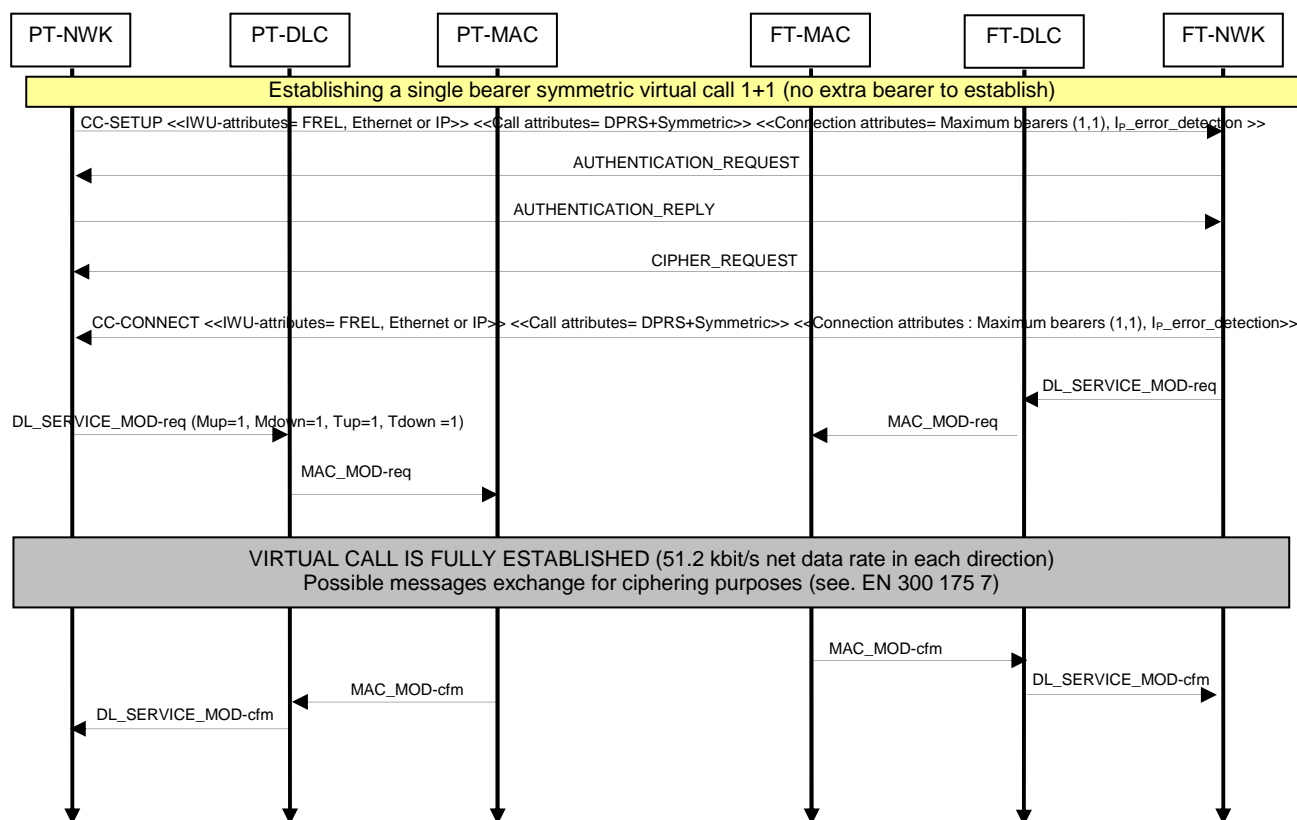 PT-NWK
PT-DLC
PT-MAC
FT-MAC
FT-DLC
FT-NWK
Establishing a single bearer symmetric virtual call 1+1 (no extra bearer to establish)
CC-SETUP <<IWU-attributes= FREL, Ethernet or IP>> <<Call attributes= DPRS+Symmetric>> <<Connection attributes= Maximum bearers (1,1), IP_error_detection >>
AUTHENTICATION_REQUEST
AUTHENTICATION_REPLY
CIPHER_REQUEST
CC-CONNECT <<IWU-attributes= FREL, Ethernet or IP>> <<Call attributes= DPRS+Symmetric>> <<Connection attributes : Maximum bearers (1,1), IP_error_detection>>
DL_SERVICE_MOD-req
DL_SERVICE_MOD-req (Mup=1, Mdown=1, Tup=1, Tdown =1)
MAC_MOD-req
MAC_MOD-req
VIRTUAL CALL IS FULLY ESTABLISHED (51.2 kbit/s net data rate in each direction)
Possible messages exchange for ciphering purposes (see. EN 300 175 7)
MAC_MOD-cfm
DL_SERVICE_MOD-cfm
MAC_MOD-cfm
DL_SERVICE_MOD-cfm